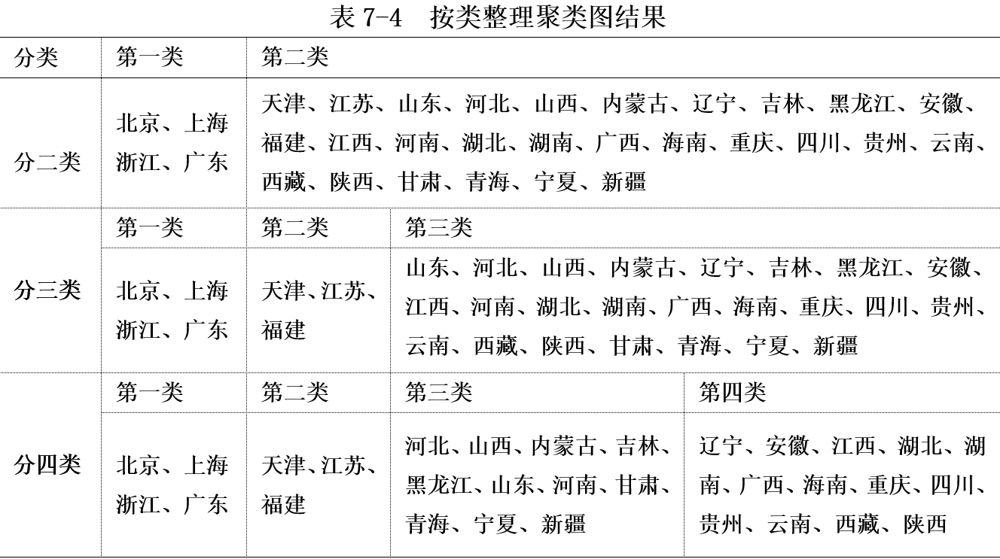 表 7-4 按类整理聚类图结果
分类 第一类 第二类
分二类
北京、上海
浙江、广东
天津、江苏、山东、河北、山西、内蒙古、辽宁、吉林、黑龙江、安徽、
福建、江西、河南、湖北、湖南、广西、海南、重庆、四川、贵州、云南、
西藏、陕西、甘肃、青海、宁夏、新疆
分三类
第一类 第二类 第三类
北京、上海
浙江、广东
天津、江苏、
福建
山东、河北、山西、内蒙古、辽宁、吉林、黑龙江、安徽、
江西、河南、湖北、湖南、广西、海南、重庆、四川、贵州、
云南、西藏、陕西、甘肃、青海、宁夏、新疆
分四类
第一类 第二类 第三类 第四类
北京、上海
浙江、广东
天津、江苏、
福建
河北、山西、内蒙古、吉林、
黑龙江、山东、河南、甘肃、
青海、宁夏、新疆
辽宁、安徽、江西、湖北、湖
南、广西、海南、重庆、四川、
贵州、云南、西藏、陕西